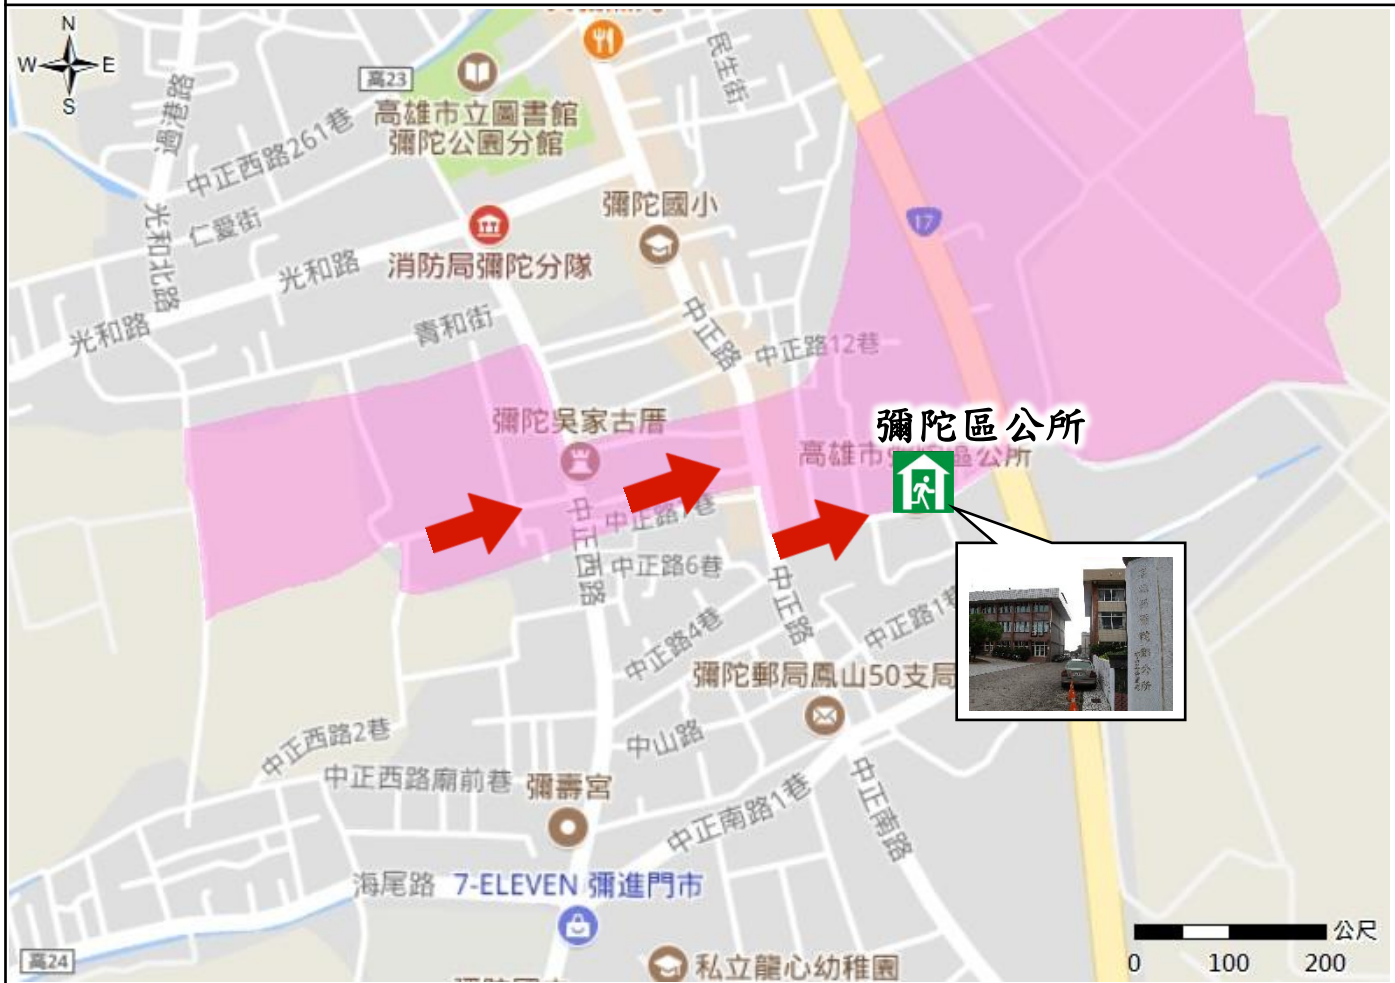 N
W E
S
高23
高雄市立圖書館
彌陀公園分館
民生街
過港路
中正西路261巷
仁愛街
光和北路
光和路
光和路
消防局彌陀分隊
彌陀國小
17
青和街
中正路
中正路12巷
彌陀吳家古厝
彌陀區公所
中正西路
中正路6巷
中正路4巷
中正路
彌陀郵局鳳山50支局
中山路
中正西路2巷
中正西路廟前巷
彌壽宮
中正南路1巷
中正南路
海尾路
7-ELEVEN 彌進門市
高24
私立龍心幼稚園
公尺
0 100 200